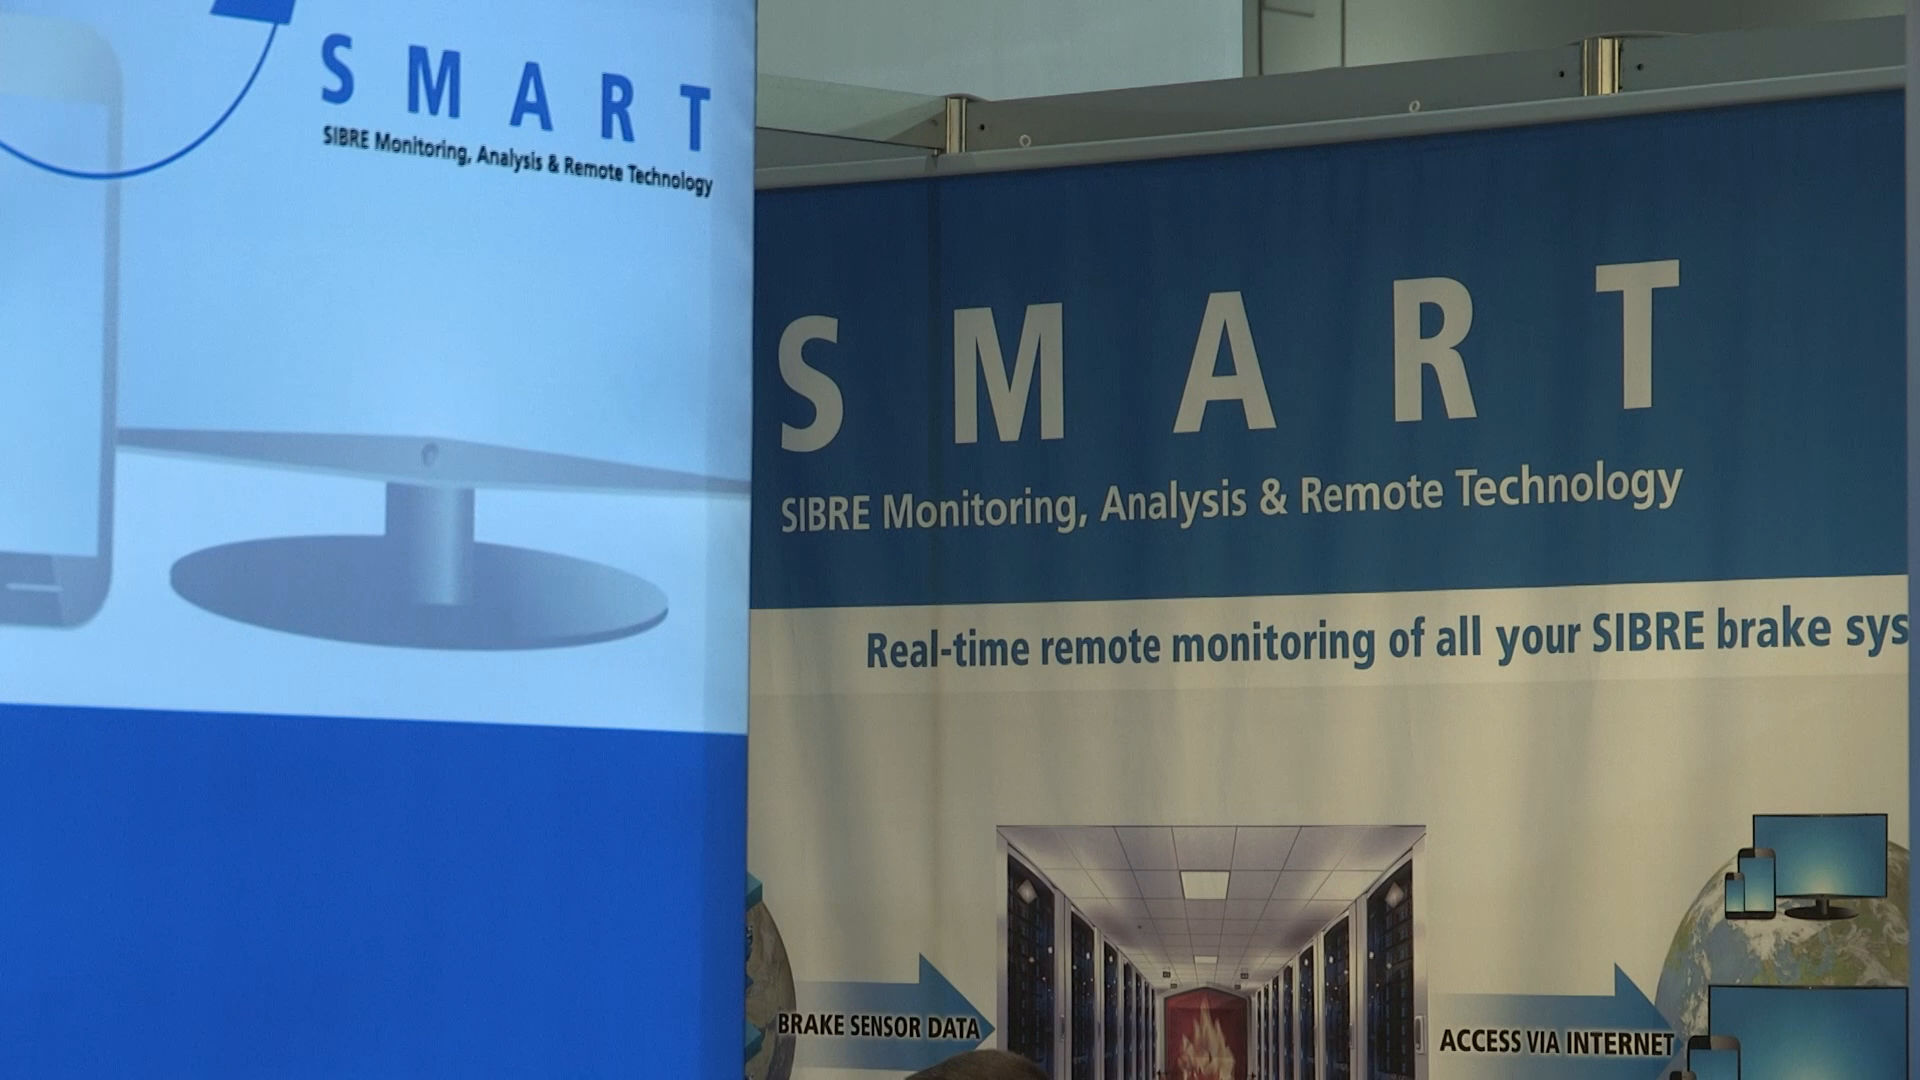 S M A R T
SIBRE Monitoring, Analysis & Remote Technology
S M A R T
SIBRE Monitoring, Analysis & Remote Technology
Real-time remote monitoring of all your SIBRE brake sys
BRAKE SENSOR DATA
ACCESS VIA INTERNET